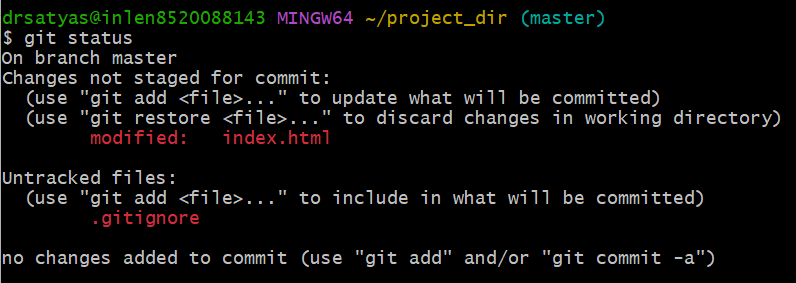 drsatyas@inlen8520088143 MINGW64 ~/project_dir (master)
$ git status
On branch master
Changes not staged for commit:
  (use "git add <file>..." to update what will be committed)
  (use "git restore <file>..." to discard changes in working directory)
        modified:   index.html

Untracked files:
  (use "git add <file>..." to include in what will be committed)
        .gitignore

no changes added to commit (use "git add" and/or "git commit -a")